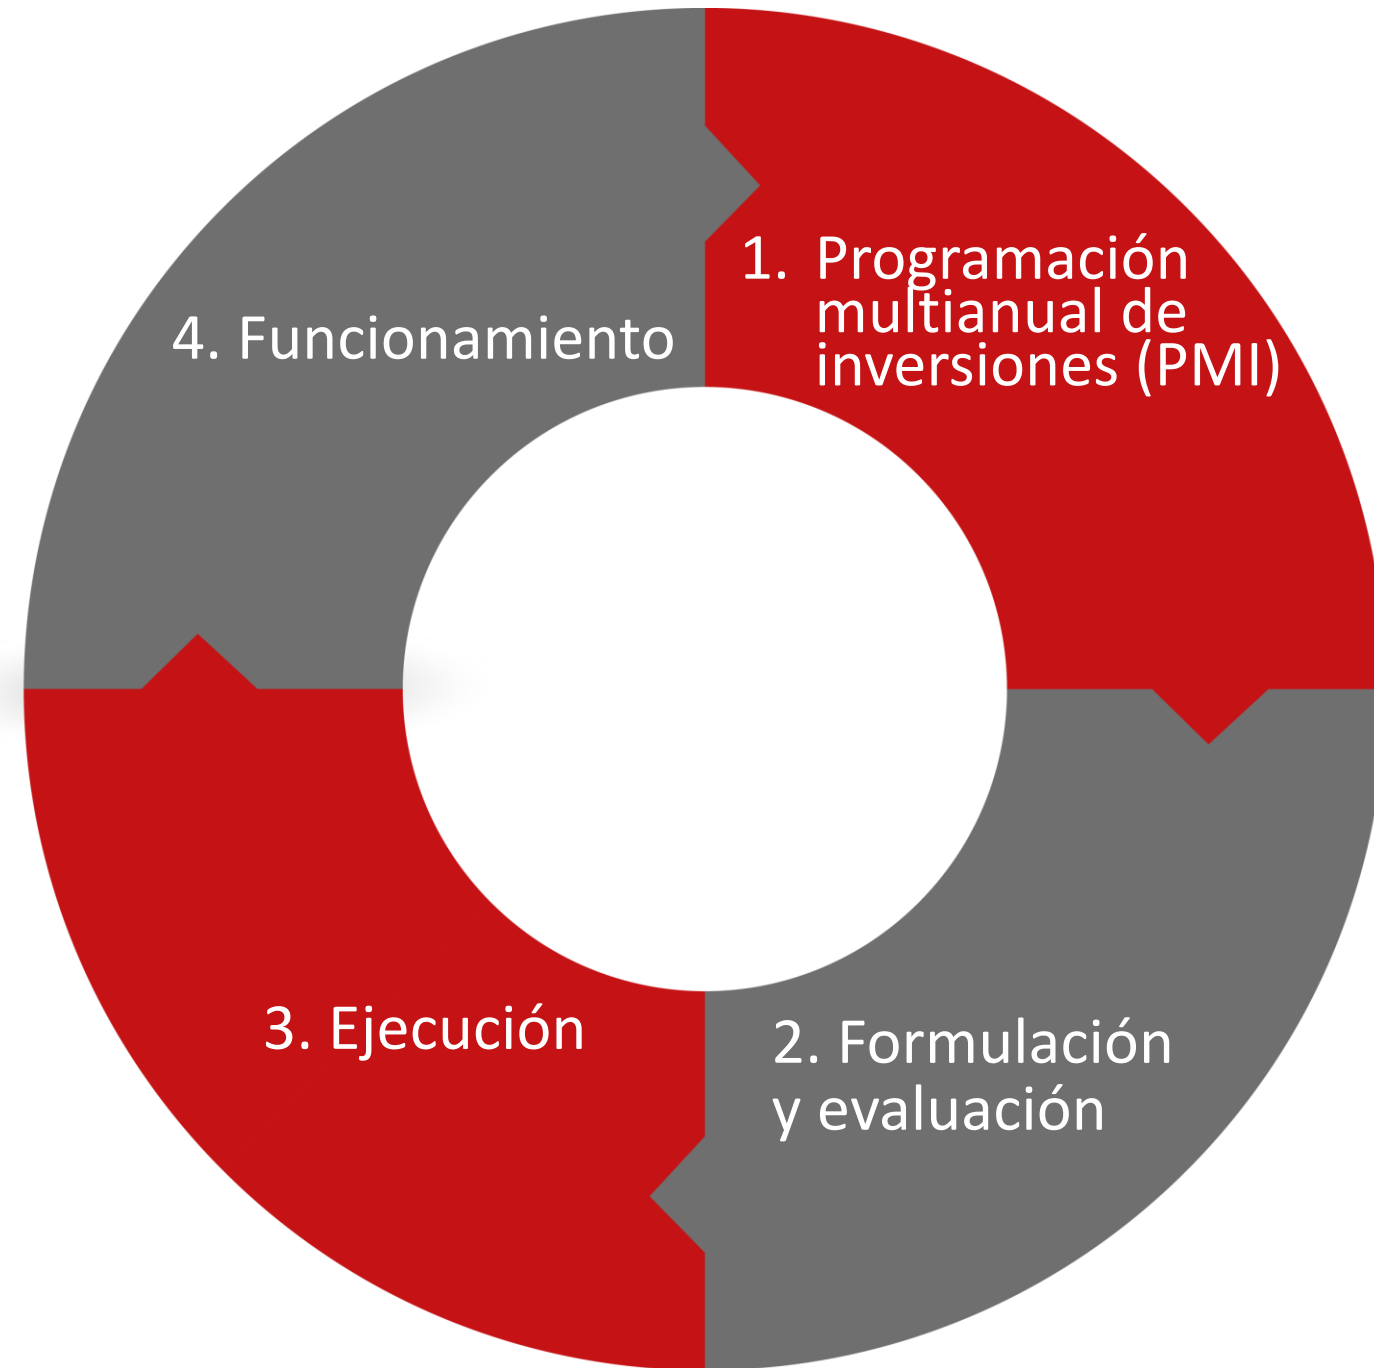 1. Programación
multianual de
inversiones (PMI)
2. Formulación
y evaluación
3. Ejecución
4. Funcionamiento